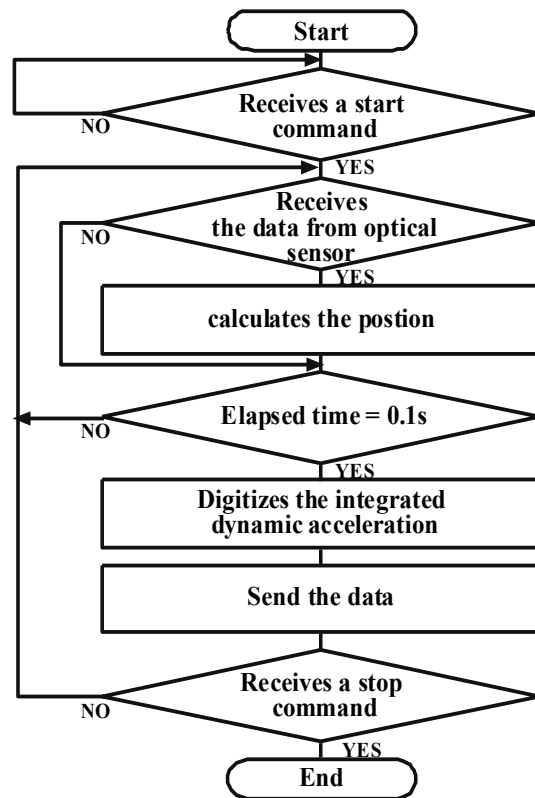 Start
Receives a start
command
NO
YES
Receives
the data from optical
sensor
NO
YES
calculates the postion
Elapsed time = 0.1s
NO
YES
Digitizes the integrated
dynamic acceleration
Send the data
Receives a stop
command
NO
YES
End